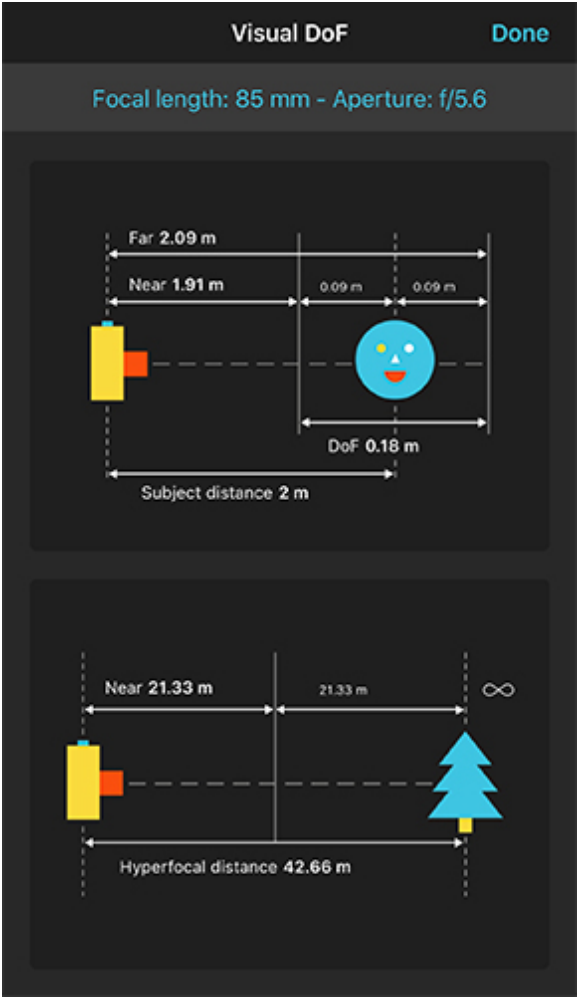 Visual DoF
Done
Focal length: 85 mm - Aperture: f/5.6
Far 2.09 m
Near 1.91 m
0.09 m
0.09 m
DoF 0.18 m
Subject distance 2 m
Near 21.33 m
21.33 m
∞
Hyperfocal distance 42.66 m